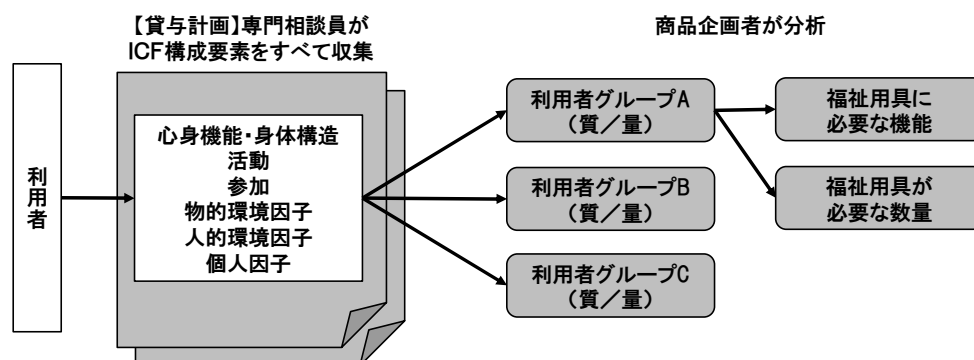 【貸与計画】専門相談員が
ICF構成要素をすべて収集
商品企画者が分析
利用者
心身機能・身体構造
活動
参加
物的環境因子
人的環境因子
個人因子
利用者グループA
（質／量）
利用者グループB
（質／量）
利用者グループC
（質／量）
福祉用具に
必要な機能
福祉用具が
必要な数量